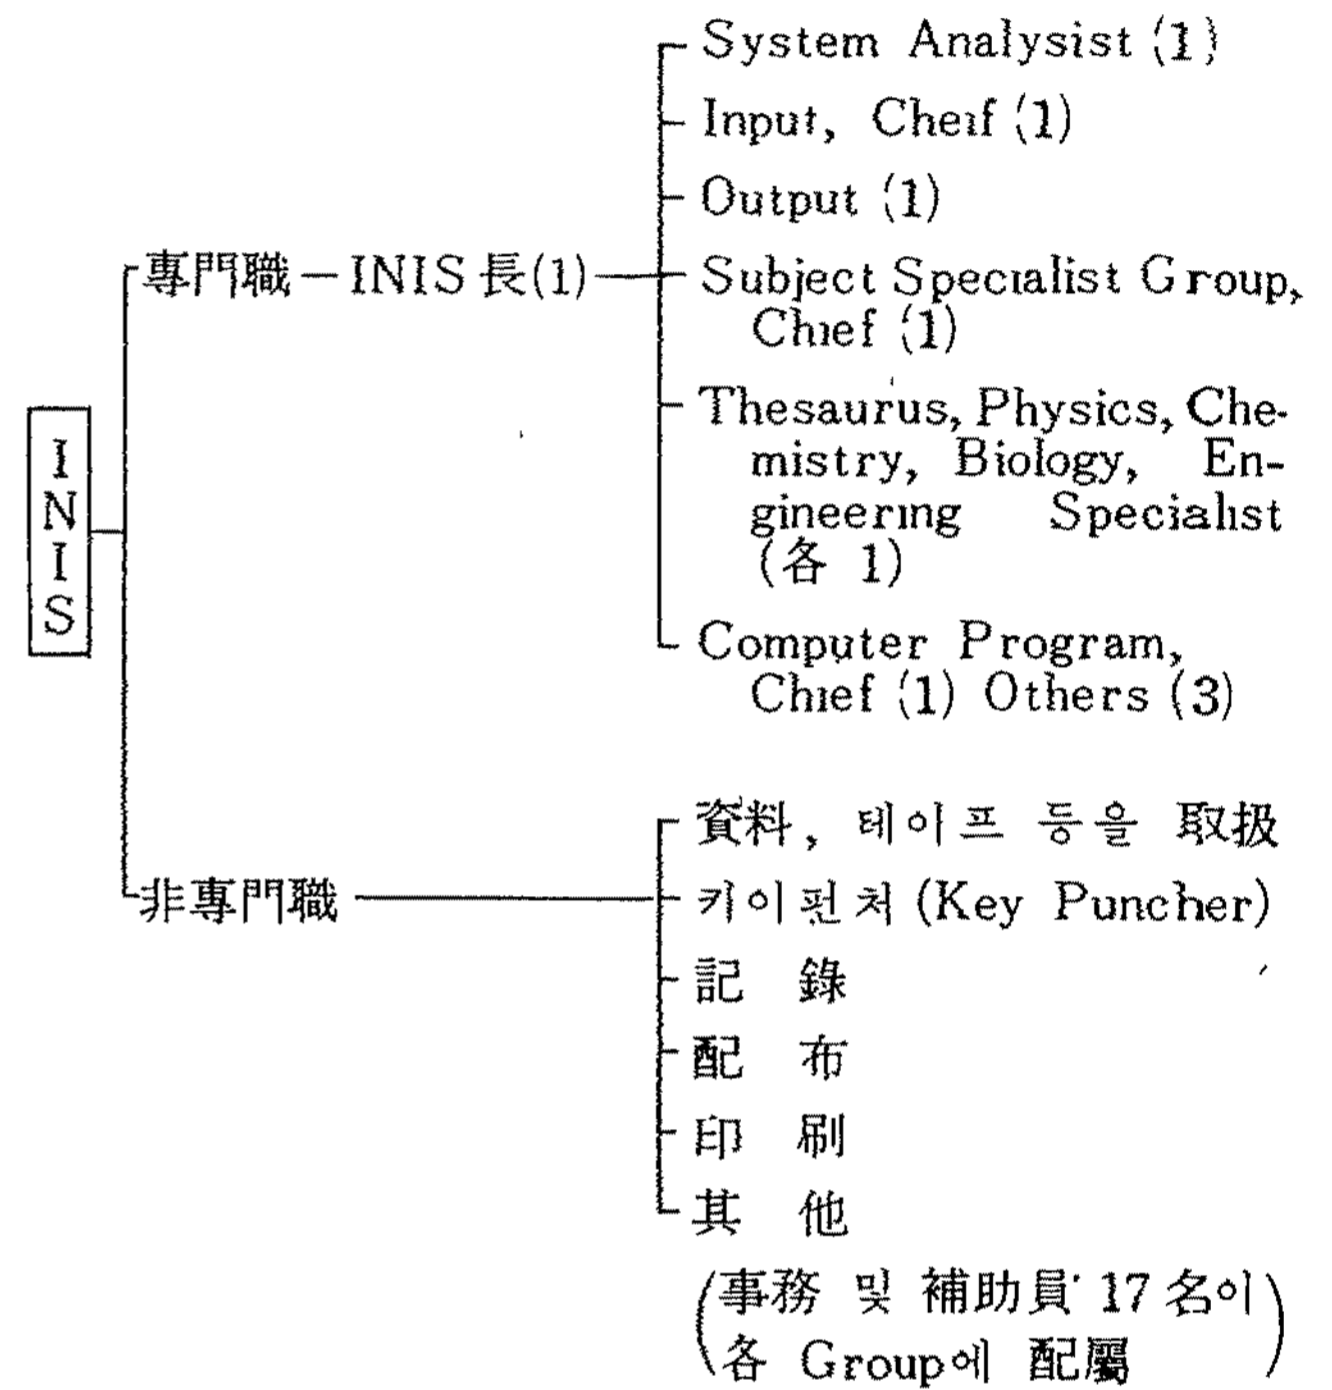 System Analysist (1)
Input, Cheif (1)
Output (1)
專門職 — INIS 長(1)
Subject Specialist Group,
Chief (1)
Thesaurus, Physics, Che-
mistry, Biology, En-
gineering Specialist
(各 1)
Computer Program,
Chief (1) Others (3)
I
N
I
S
非專門職
資料, 테이프 등을 取扱
키이펀처 (Key Puncher)
記 錄
配 布
印 刷
其 他
(事務 및 補助員 17 名이
各 Group에 配屬)